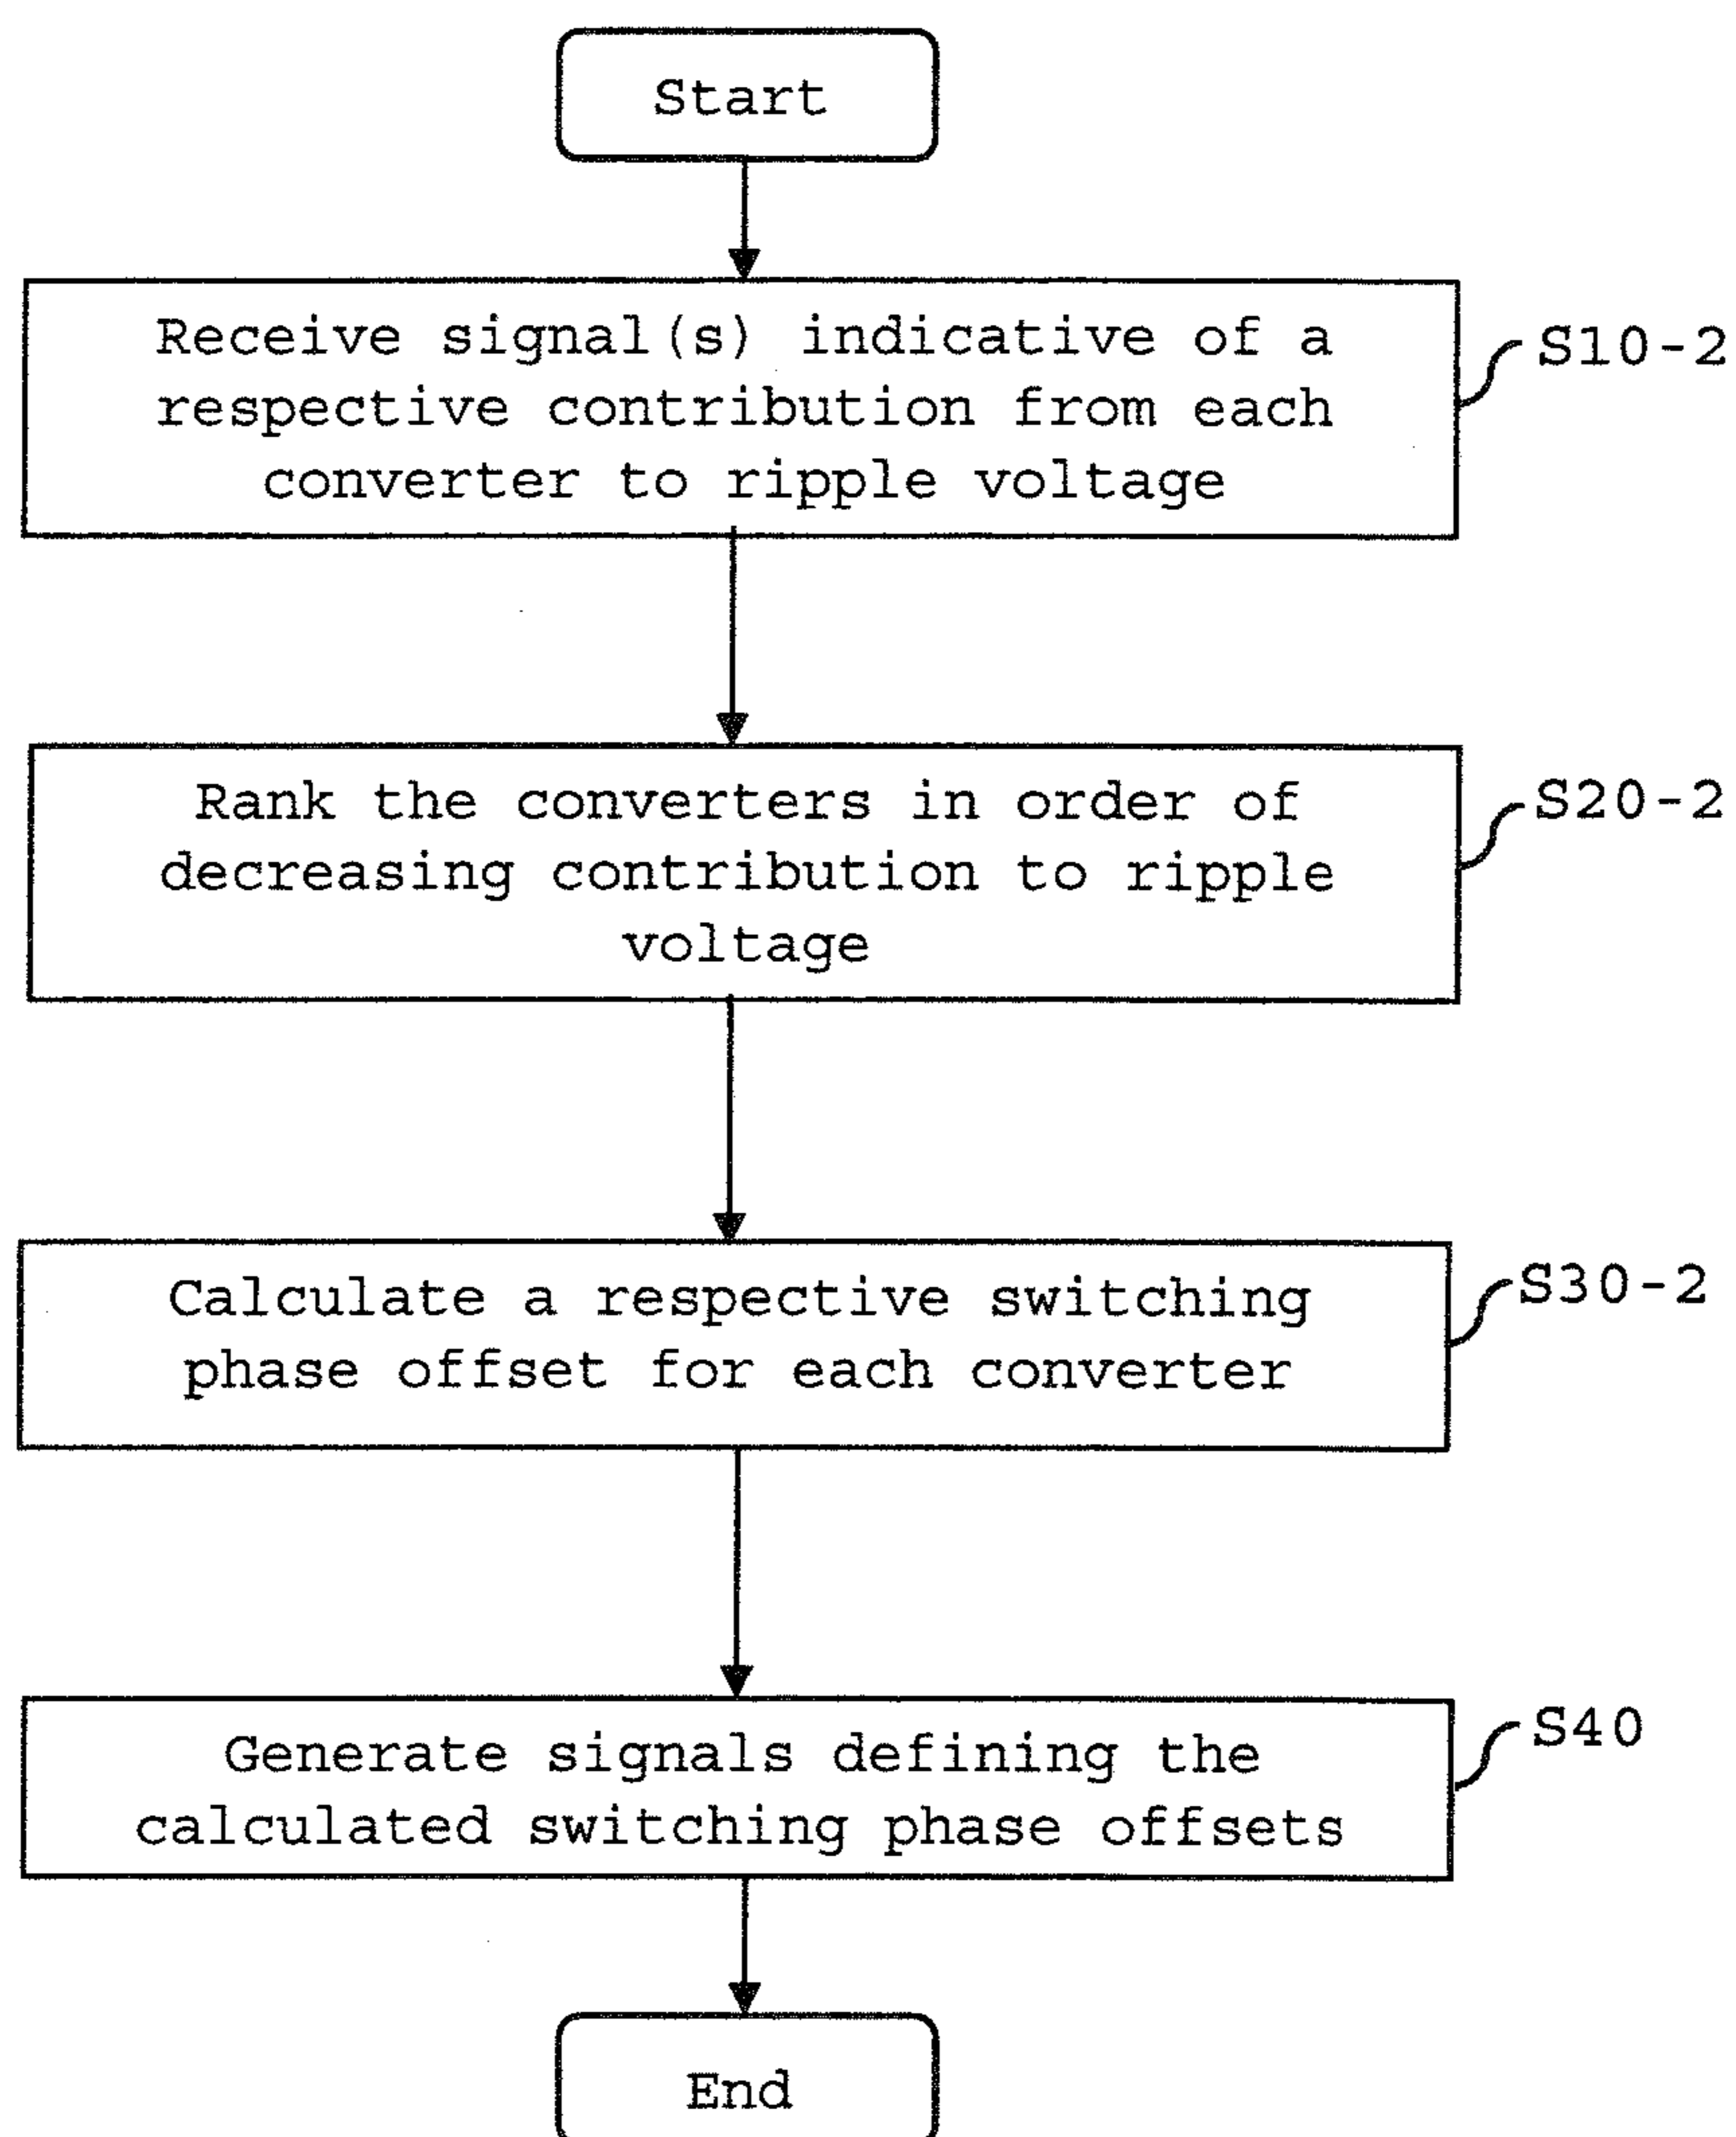 Start
Receive signal(s) indicative of a
respective contribution from each
converter to ripple voltage
S10-2
Rank the converters in order of
decreasing contribution to ripple
voltage
S20-2
Calculate a respective switching
phase offset for each converter
S30-2
Generate signals defining the
calculated switching phase offsets
S40
End